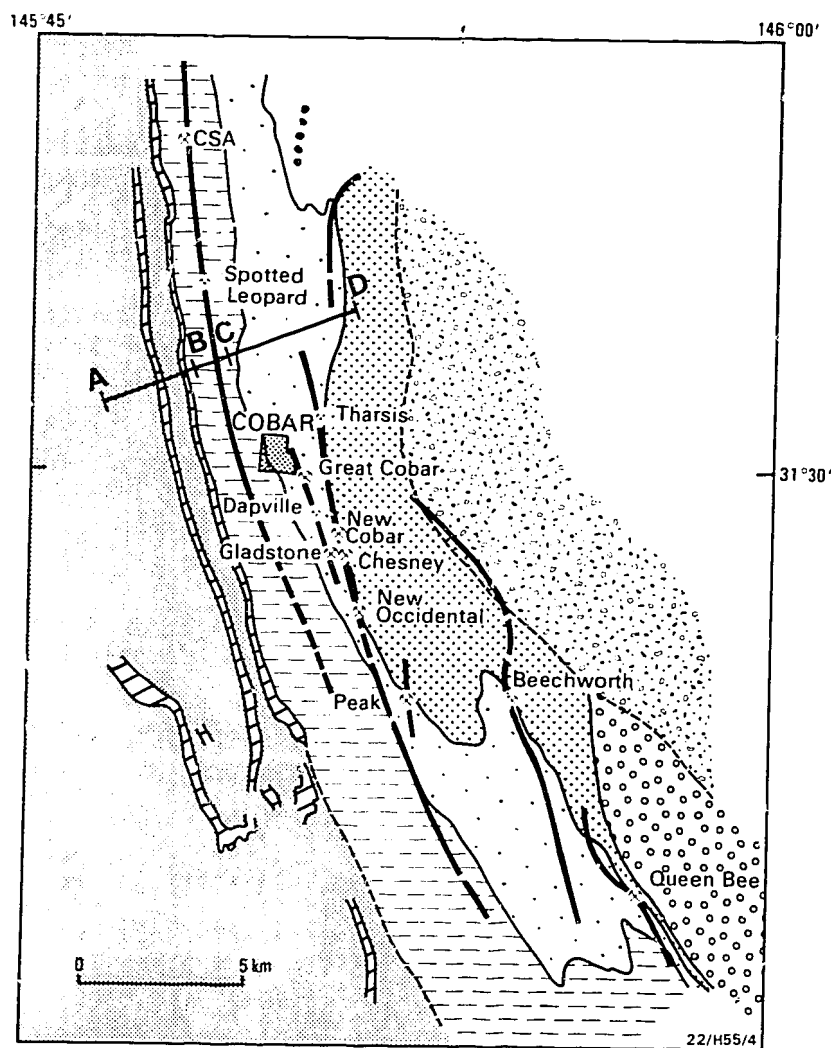 145°45'
146°00'
CSA
Spotted
Leopard
D
B C
A
COBAR
Tharsis
Great Cobar
31°30'
Dapville
New
Cobar
Gladstone
Chesney
New
Occidental
Beechworth
Peak
H
Queen Bee
0 5 km
22/H55/4